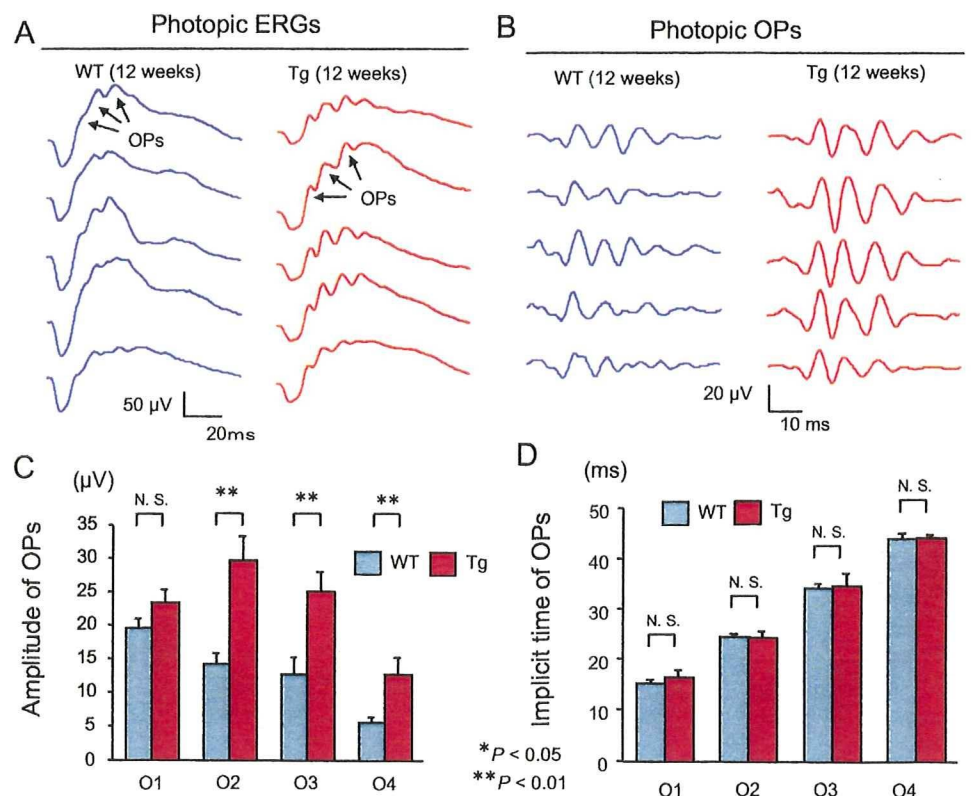 A
Photopic ERGs
WT (12 weeks)
Tg (12 weeks)
OPs
OPs
50 µV
20ms
B
Photopic OPs
WT (12 weeks)
Tg (12 weeks)
20 µV
10 ms
C
(µV)
Amplitude of OPs
35
30
25
20
15
10
5
0
N. S.
**
**
**
WT
Tg
O1
O2
O3
O4
*P < 0.05
**P < 0.01
D
(ms)
Implicit time of OPs
50
40
30
20
10
0
WT
Tg
N. S.
N. S.
N. S.
N. S.
O1
O2
O3
O4